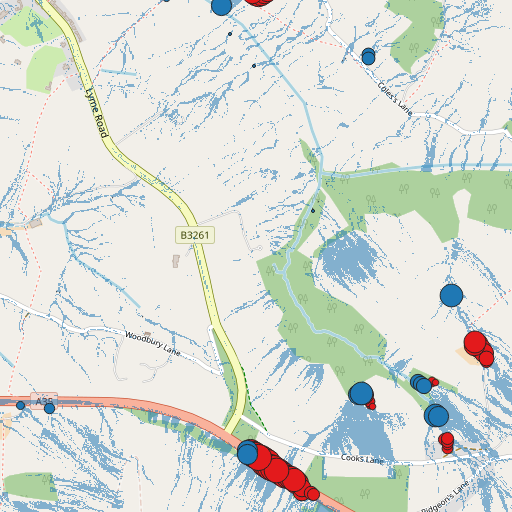 Coles's Lane
Lyme Road
B3261
Woodbury Lane
A35
Cooks Lane
Pidgeon's Lane